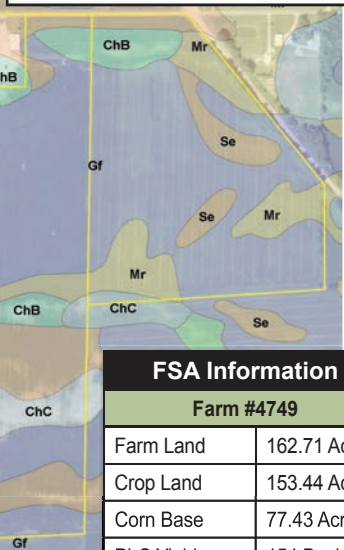 ChB
Mr
hB
Se
Gf
Se
Mr
Mr
ChB
ChC
Se
ChC
Gf
FSA Information
Farm #4749
Farm Land 162.71 Ac
Crop Land 153.44 Ac
Corn Base 77.43 Acr